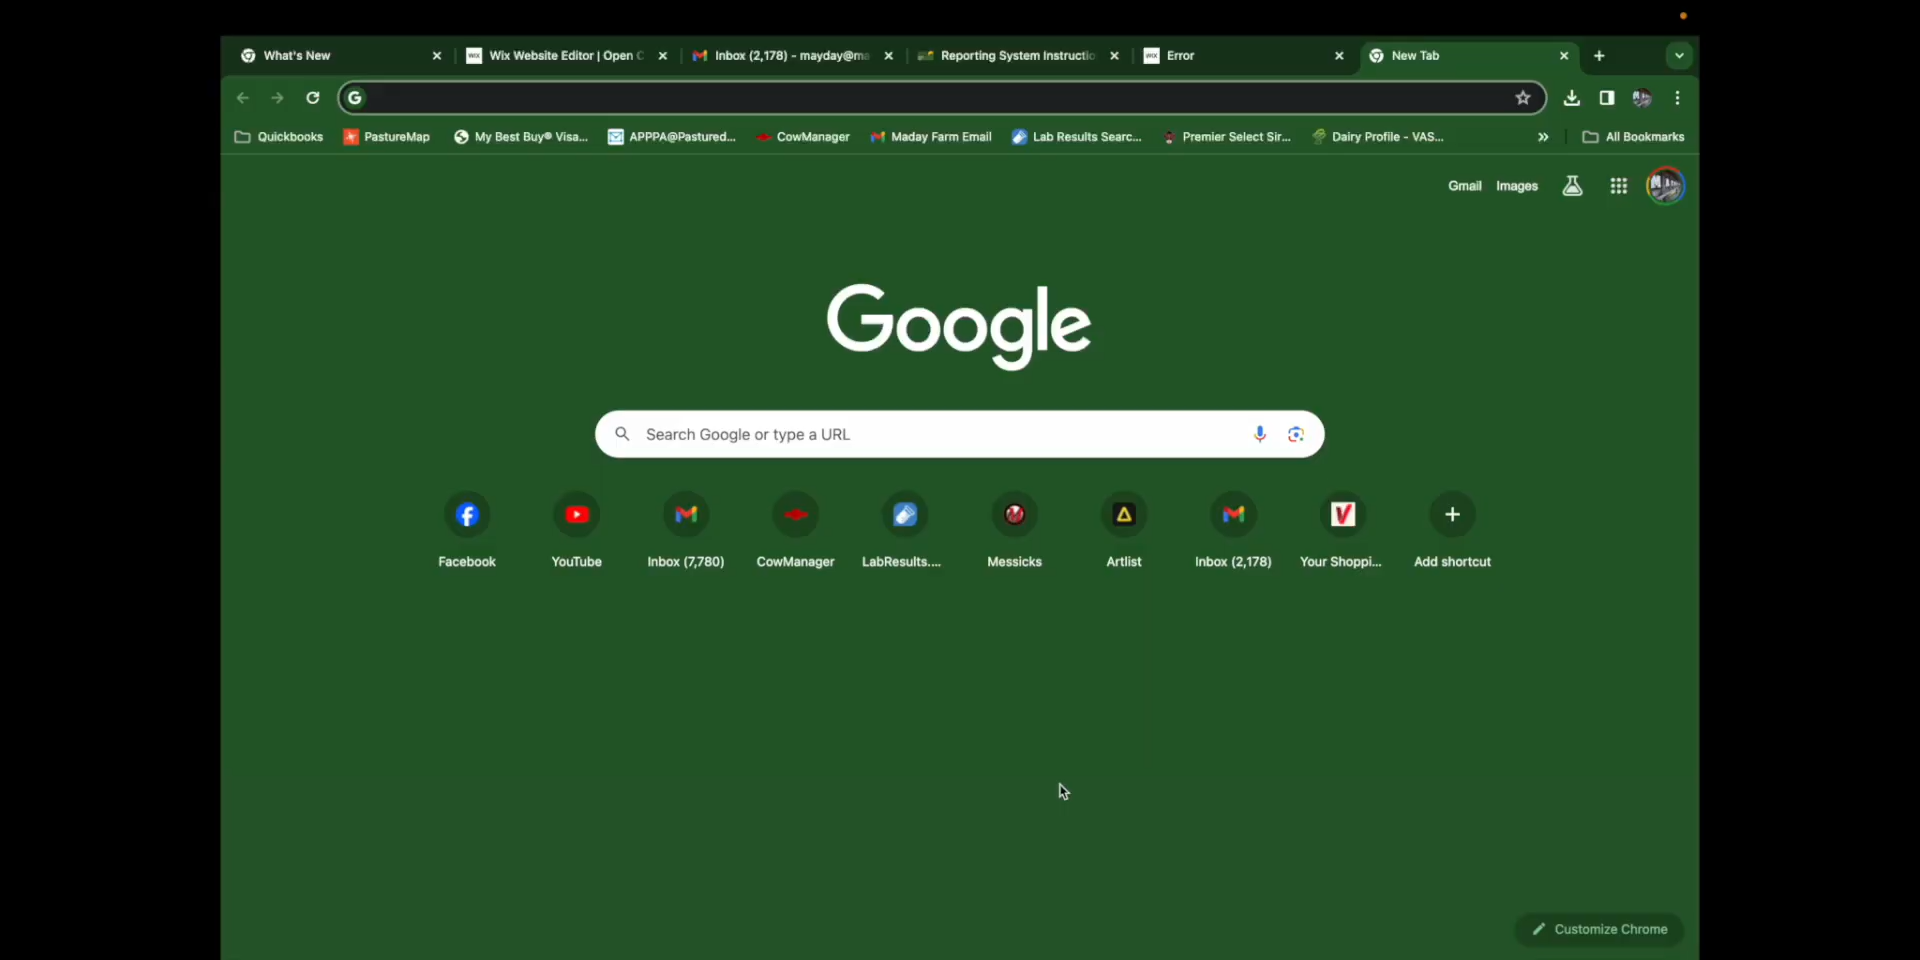 What's New
Wix Website Editor | Open C
Inbox (2,178) - mayday@ma
Reporting System Instructio
Error
New Tab
Quickbooks
PastureMap
My Best Buy® Visa...
APPPA@Pastured...
CowManager
Maday Farm Email
Lab Results Searc...
Premier Select Sir...
Dairy Profile - VAS...
All Bookmarks
Gmail
Images
Google
Search Google or type a URL
Facebook
YouTube
Inbox (7,780)
CowManager
LabResults....
Messicks
Artlist
Inbox (2,178)
Your Shoppi...
Add shortcut
Customize Chrome